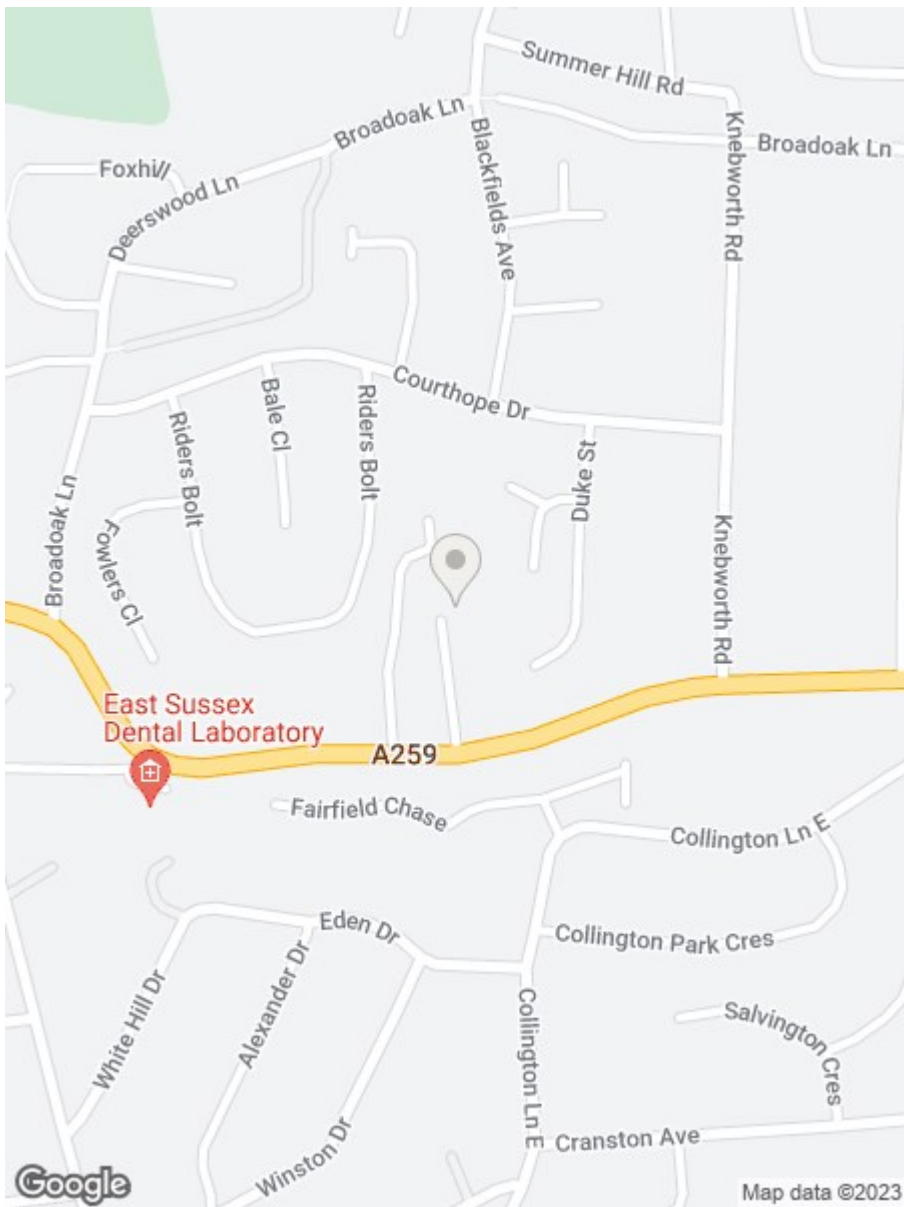 Summer Hill Rd
Broadoak Ln
Blackfields Ave
Knebworth Rd
Broadoak Ln
Foxhill
Deerswood Ln
Courthope Dr
Bale Cl
Riders Bolt
Riders Bolt
Duke St
Broadoak Ln
Fowlers Cl
Knebworth Rd
East Sussex
Dental Laboratory
A259
Fairfield Chase
Collington Ln E
Eden Dr
Collington Park Cres
White Hill Dr
Alexander Dr
Salvington Cres
Collington Ln E
Winston Dr
Cranston Ave
Google
Map data ©2023